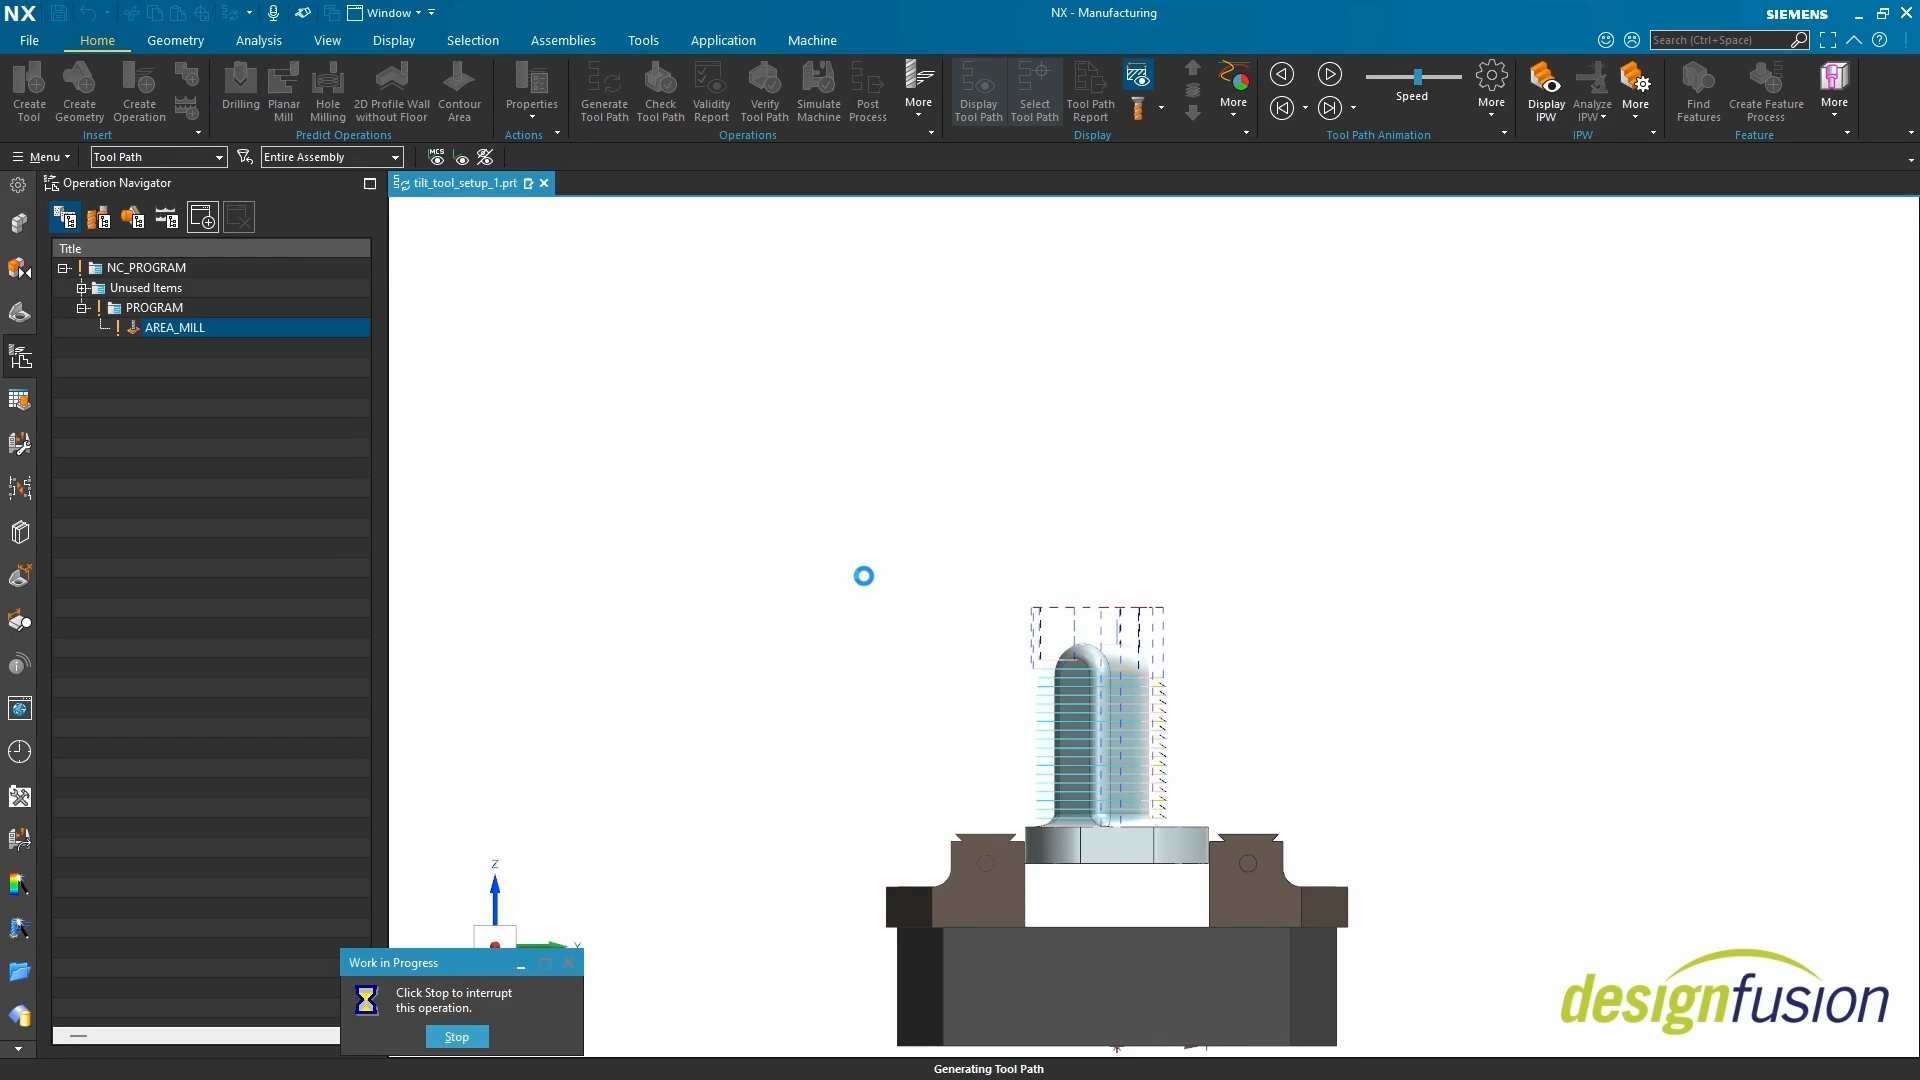 NX
Window
NX - Manufacturing
SIEMENS
File
Home
Geometry
Analysis
View
Display
Selection
Assemblies
Tools
Application
Machine
Search (Ctrl+Space)
Create Tool
Create Geometry
Create Operation
Insert
Drilling
Planar Mill
Hole Milling
2D Profile Wall without Floor
Contour Area
Predict Operations
Properties
Actions
Generate Tool Path
Check Tool Path
Validity Report
Verify Tool Path
Simulate Machine
Post Process
More
Operations
Display Tool Path
Select Tool Path
Tool Path Report
More
Display
Speed
More
Tool Path Animation
Display IPW
Analyze IPW
More
IPW
Find Features
Create Feature Process
More
Feature
Menu
Tool Path
Entire Assembly
MCS
Operation Navigator
tilt_tool_setup_1.prt
Title
NC_PROGRAM
Unused Items
PROGRAM
AREA_MILL
Z
Y
Work in Progress
Click Stop to interrupt
this operation.
Stop
designfusion
Generating Tool Path